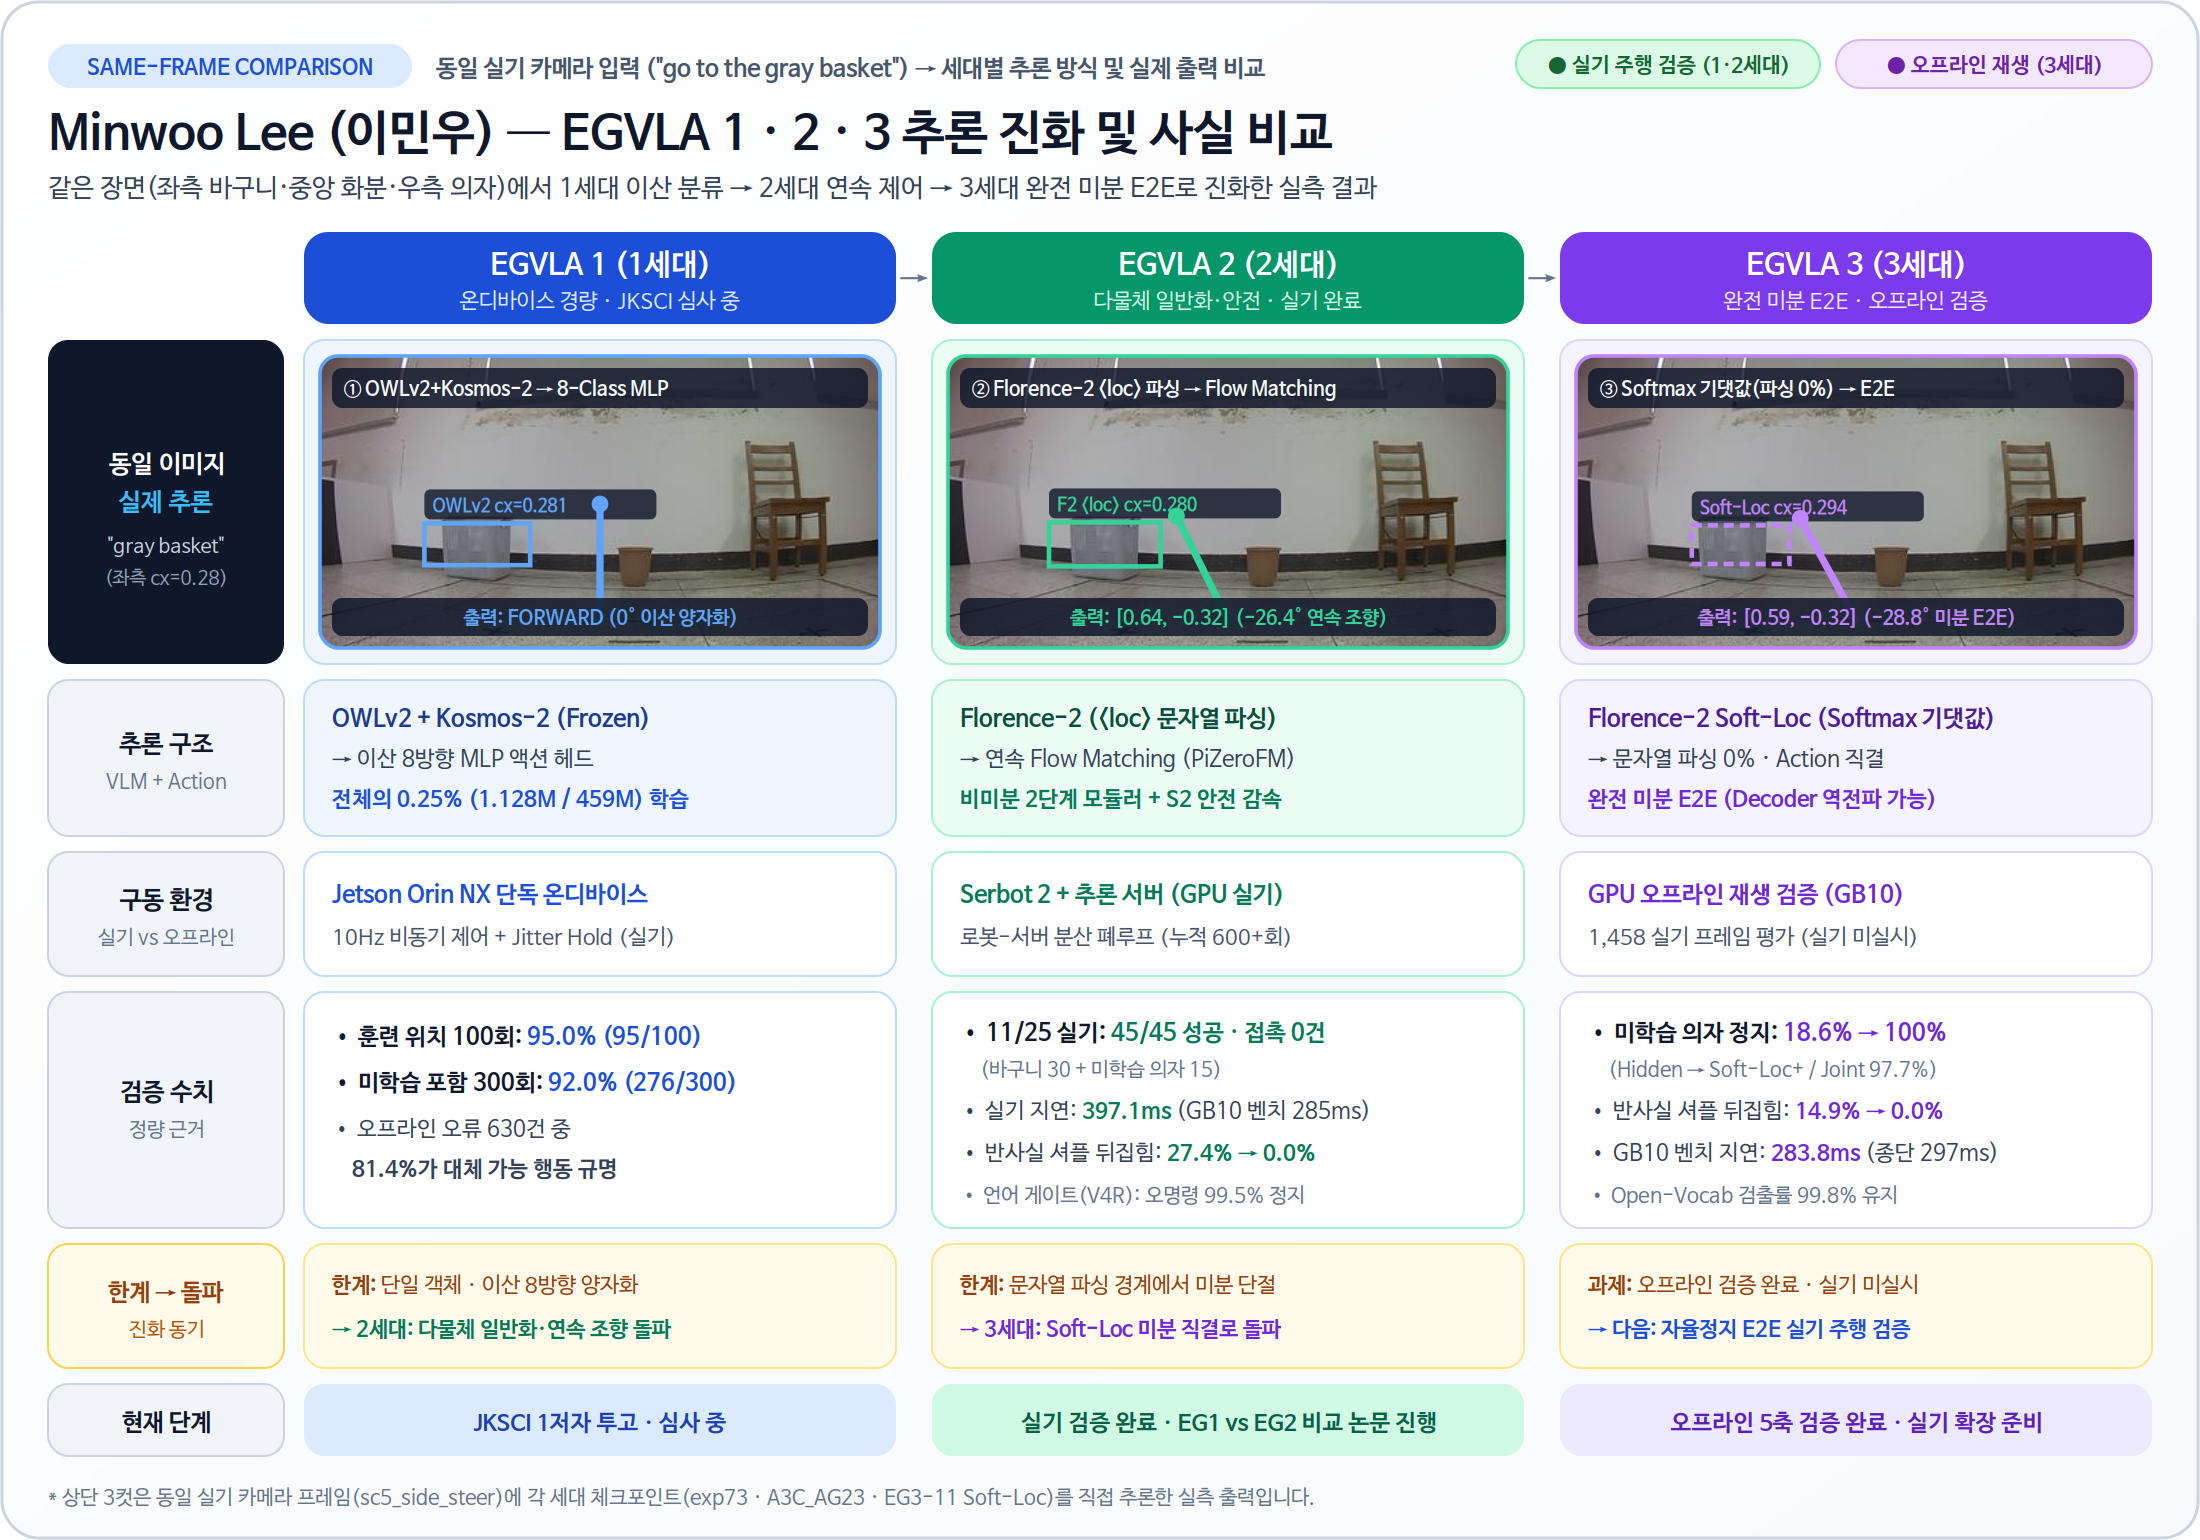 SAME-FRAME COMPARISON
동일 실기 카메라 입력 ("go to the gray basket") → 세대별 추론 방식 및 실제 출력 비교
● 실기 주행 검증 (1·2세대)
● 오프라인 재생 (3세대)
Minwoo Lee (이민우) — EGVLA 1 · 2 · 3 추론 진화 및 사실 비교
같은 장면(좌측 바구니·중앙 화분·우측 의자)에서 1세대 이산 분류 → 2세대 연속 제어 → 3세대 완전 미분 E2E로 진화한 실측 결과
EGVLA 1 (1세대)
온디바이스 경량 · JKSCI 심사 중
→
EGVLA 2 (2세대)
다물체 일반화·안전 · 실기 완료
→
EGVLA 3 (3세대)
완전 미분 E2E · 오프라인 검증
동일 이미지
실제 추론
"gray basket"
(좌측 cx=0.28)
① OWLv2+Kosmos-2 → 8-Class MLP
OWLv2 cx=0.281
출력: FORWARD (0° 이산 양자화)
② Florence-2 ⟨loc⟩ 파싱 → Flow Matching
F2 ⟨loc⟩ cx=0.280
출력: [0.64, -0.32] (-26.4° 연속 조향)
③ Softmax 기댓값(파싱 0%) → E2E
Soft-Loc cx=0.294
출력: [0.59, -0.32] (-28.8° 미분 E2E)
추론 구조
VLM + Action
OWLv2 + Kosmos-2 (Frozen)
→ 이산 8방향 MLP 액션 헤드
전체의 0.25% (1.128M / 459M) 학습
Florence-2 (⟨loc⟩ 문자열 파싱)
→ 연속 Flow Matching (PiZeroFM)
비미분 2단계 모듈러 + S2 안전 감속
Florence-2 Soft-Loc (Softmax 기댓값)
→ 문자열 파싱 0% · Action 직결
완전 미분 E2E (Decoder 역전파 가능)
구동 환경
실기 vs 오프라인
Jetson Orin NX 단독 온디바이스
10Hz 비동기 제어 + Jitter Hold (실기)
Serbot 2 + 추론 서버 (GPU 실기)
로봇-서버 분산 폐루프 (누적 600+회)
GPU 오프라인 재생 검증 (GB10)
1,458 실기 프레임 평가 (실기 미실시)
검증 수치
정량 근거
• 훈련 위치 100회: 95.0% (95/100)
• 미학습 포함 300회: 92.0% (276/300)
• 오프라인 오류 630건 중
81.4%가 대체 가능 행동 규명
• 11/25 실기: 45/45 성공 · 접촉 0건
(바구니 30 + 미학습 의자 15)
• 실기 지연: 397.1ms (GB10 벤치 285ms)
• 반사실 셔플 뒤집힘: 27.4% → 0.0%
• 언어 게이트(V4R): 오명령 99.5% 정지
• 미학습 의자 정지: 18.6% → 100%
(Hidden → Soft-Loc+ / Joint 97.7%)
• 반사실 셔플 뒤집힘: 14.9% → 0.0%
• GB10 벤치 지연: 283.8ms (종단 297ms)
• Open-Vocab 검출률 99.8% 유지
한계 → 돌파
진화 동기
한계: 단일 객체 · 이산 8방향 양자화
→ 2세대: 다물체 일반화·연속 조향 돌파
한계: 문자열 파싱 경계에서 미분 단절
→ 3세대: Soft-Loc 미분 직결로 돌파
과제: 오프라인 검증 완료 · 실기 미실시
→ 다음: 자율정지 E2E 실기 주행 검증
현재 단계
JKSCI 1저자 투고 · 심사 중
실기 검증 완료 · EG1 vs EG2 비교 논문 진행
오프라인 5축 검증 완료 · 실기 확장 준비
* 상단 3컷은 동일 실기 카메라 프레임(sc5_side_steer)에 각 세대 체크포인트(exp73 · A3C_AG23 · EG3-11 Soft-Loc)를 직접 추론한 실측 출력입니다.